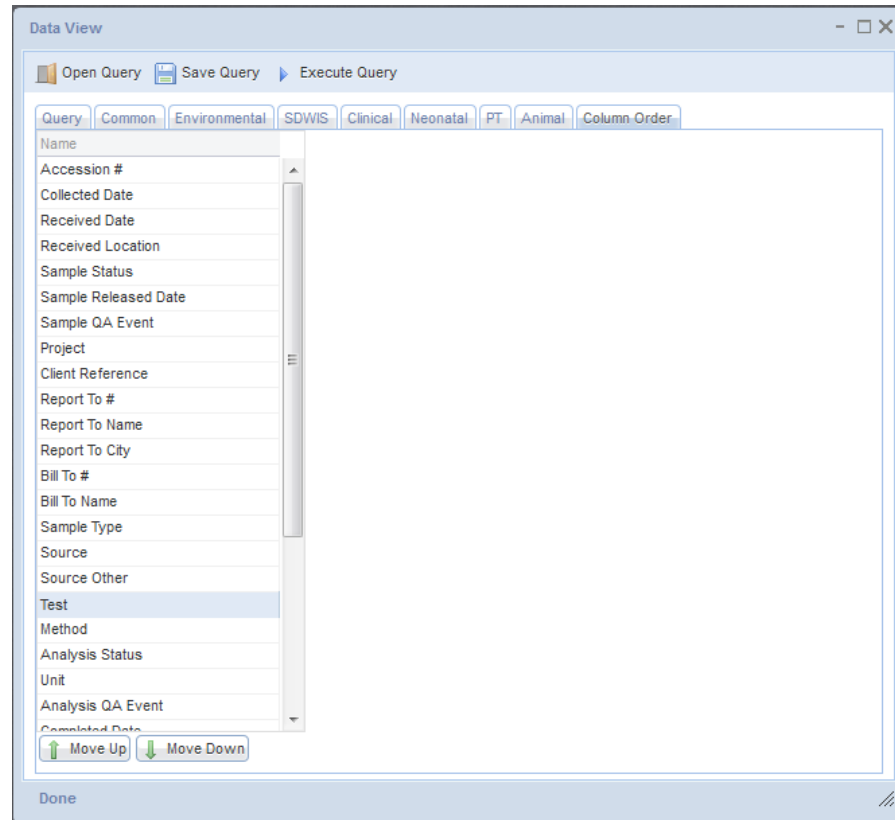 Data View
Open Query Save Query Execute Query
Query Common Environmental SDWIS Clinical Neonatal PT Animal Column Order
Name
Accession #
Collected Date
Received Date
Received Location
Sample Status
Sample Released Date
Sample QA Event
Project
Client Reference
Report To #
Report To Name
Report To City
Bill To #
Bill To Name
Sample Type
Source
Source Other
Test
Method
Analysis Status
Unit
Analysis QA Event
Completed Date
Move Up Move Down
Done